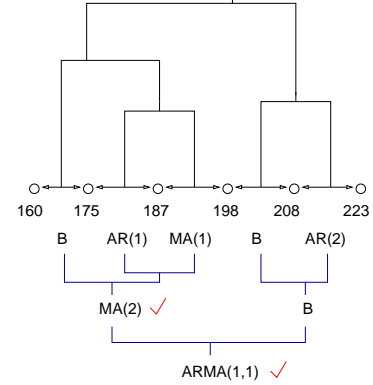 160 175 187 198 208 223
B AR(1) MA(1) B AR(2)
MA(2) B
ARMA(1,1)